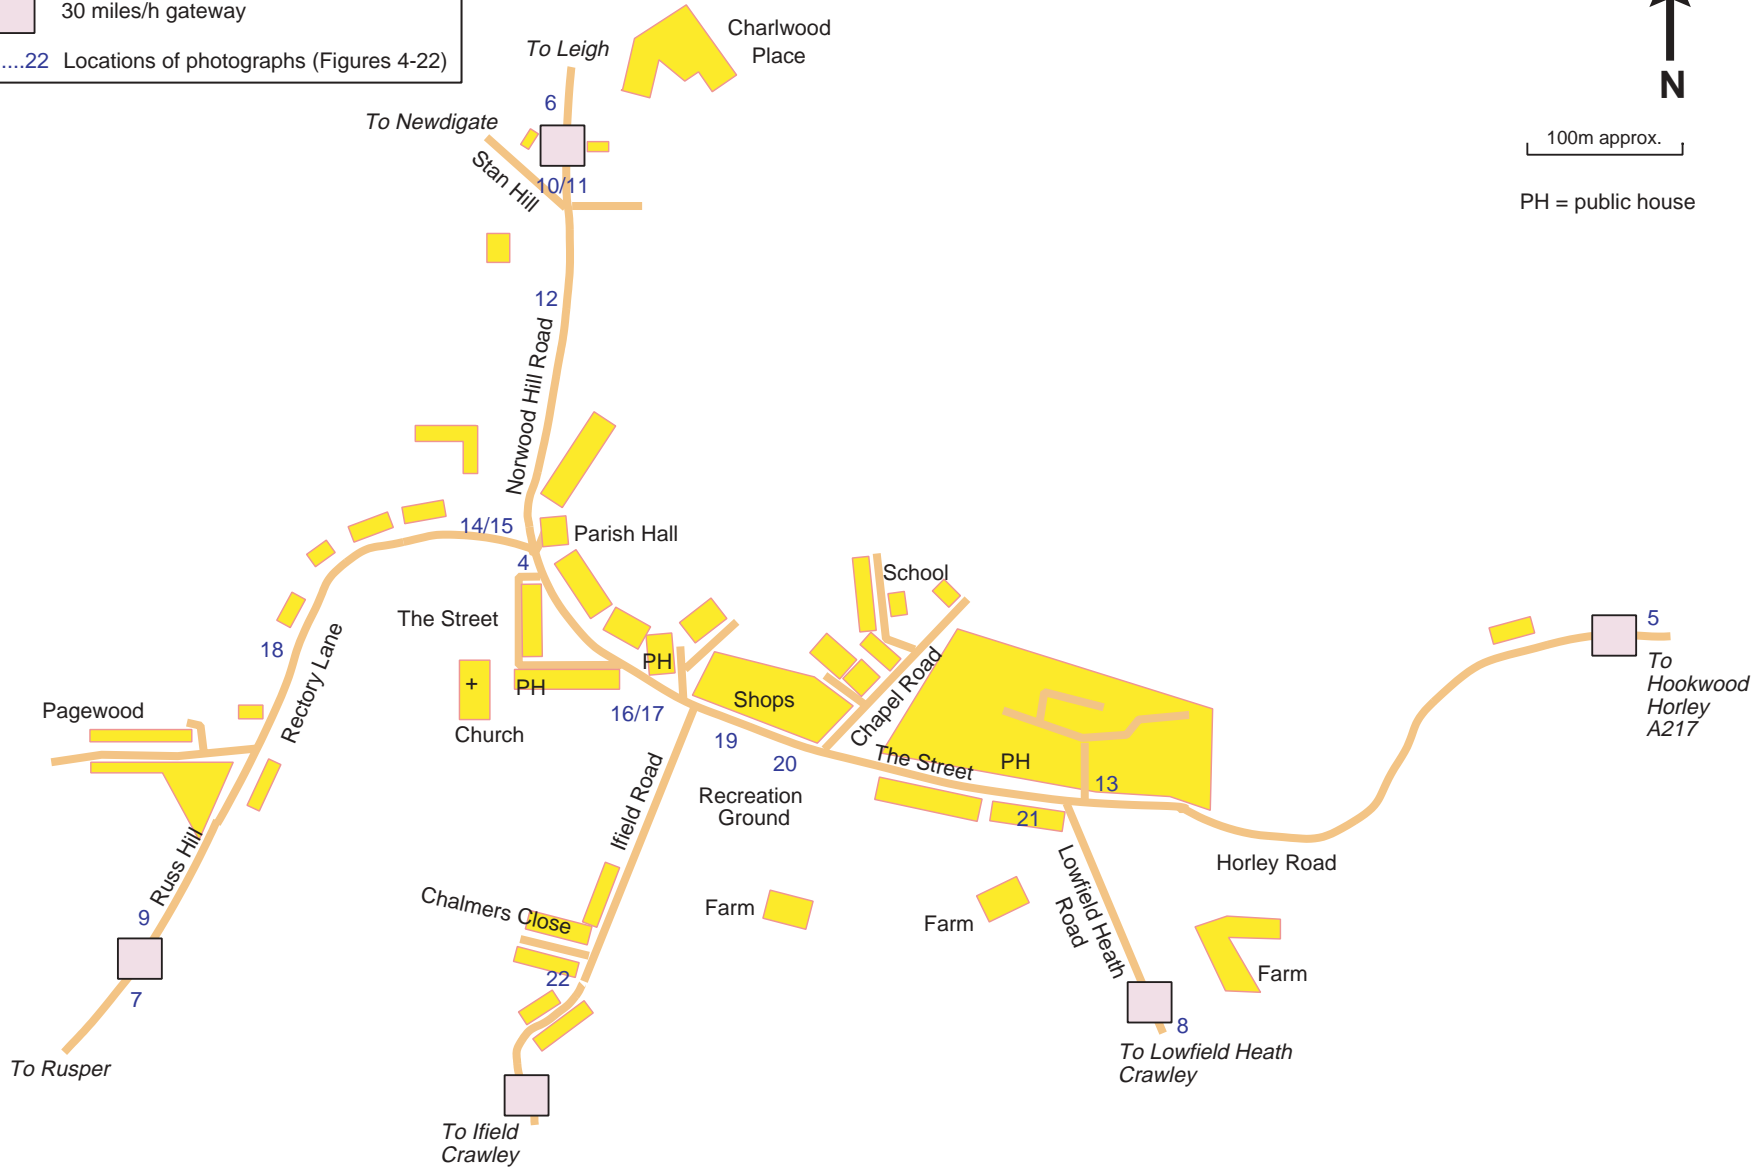 30 miles/h gateway
....22 Locations of photographs (Figures 4-22)
Charlwood
Place
To Leigh
N
6
To Newdigate
100m approx.
Stan Hill
10/11
PH = public house
12
Norwood Hill Road
14/15
Parish Hall
4
School
The Street
5
18
Rectory Lane
To
Hookwood
Horley
A217
PH
+
PH
Shops
Pagewood
16/17
Church
Chapel Road
19
20
The Street
PH
13
Recreation
Ground
21
Ifield Road
Horley Road
Russ Hill
Lowfield Heath
Road
Chalmers Close
Farm
Farm
9
Farm
22
7
8
To Rusper
To Lowfield Heath
Crawley
To Ifield
Crawley